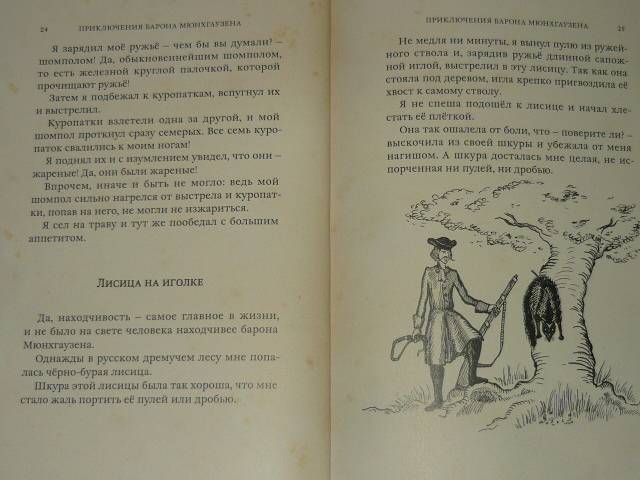 24 ПРИКЛЮЧЕНИЯ БАРОНА МЮНХГАУЗЕНА
Я зарядил моё ружьё – чем бы вы думали? –
шомполом! Да, обыкновеннейшим шомполом,
то есть железной круглой палочкой, которой
прочищают ружьё!
Затем я подбежал к куропаткам, вспугнул их
и выстрелил.
Куропатки взлетели одна за другой, и мой
шомпол проткнул сразу семерых. Все семь куро-
паток свалились к моим ногам!
Я поднял их и с изумлением увидел, что они –
жареные! Да, они были жареные!
Впрочем, иначе и быть не могло: ведь мой
шомпол сильно нагрелся от выстрела и куропат-
ки, попав на него, не могли не изжариться.
Я сел на траву и тут же пообедал с большим
аппетитом.
ЛИСИЦА НА ИГОЛКЕ
Да, находчивость – самое главное в жизни,
и не было на свете человека находчивее барона
Мюнхгаузена.
Однажды в русском дремучем лесу мне попа-
лась чёрно-бурая лисица.
Шкура этой лисицы была так хороша, что мне
стало жаль портить её пулей или дробью.
ПРИКЛЮЧЕНИЯ БАРОНА МЮНХГАУЗЕНА 25
Не медля ни минуты, я вынул пулю из ружей-
ного ствола и, зарядив ружьё длинной сапож-
ной иглой, выстрелил в эту лисицу. Так как она
стояла под деревом, игла крепко пригвоздила её
хвост к самому стволу.
Я не спеша подошёл к лисице и начал хле-
стать её плёткой.
Она так ошалела от боли, что – поверите ли? –
выскочила из своей шкуры и убежала от меня
нагишом. А шкура досталась мне целая, не ис-
порченная ни пулей, ни дробью.